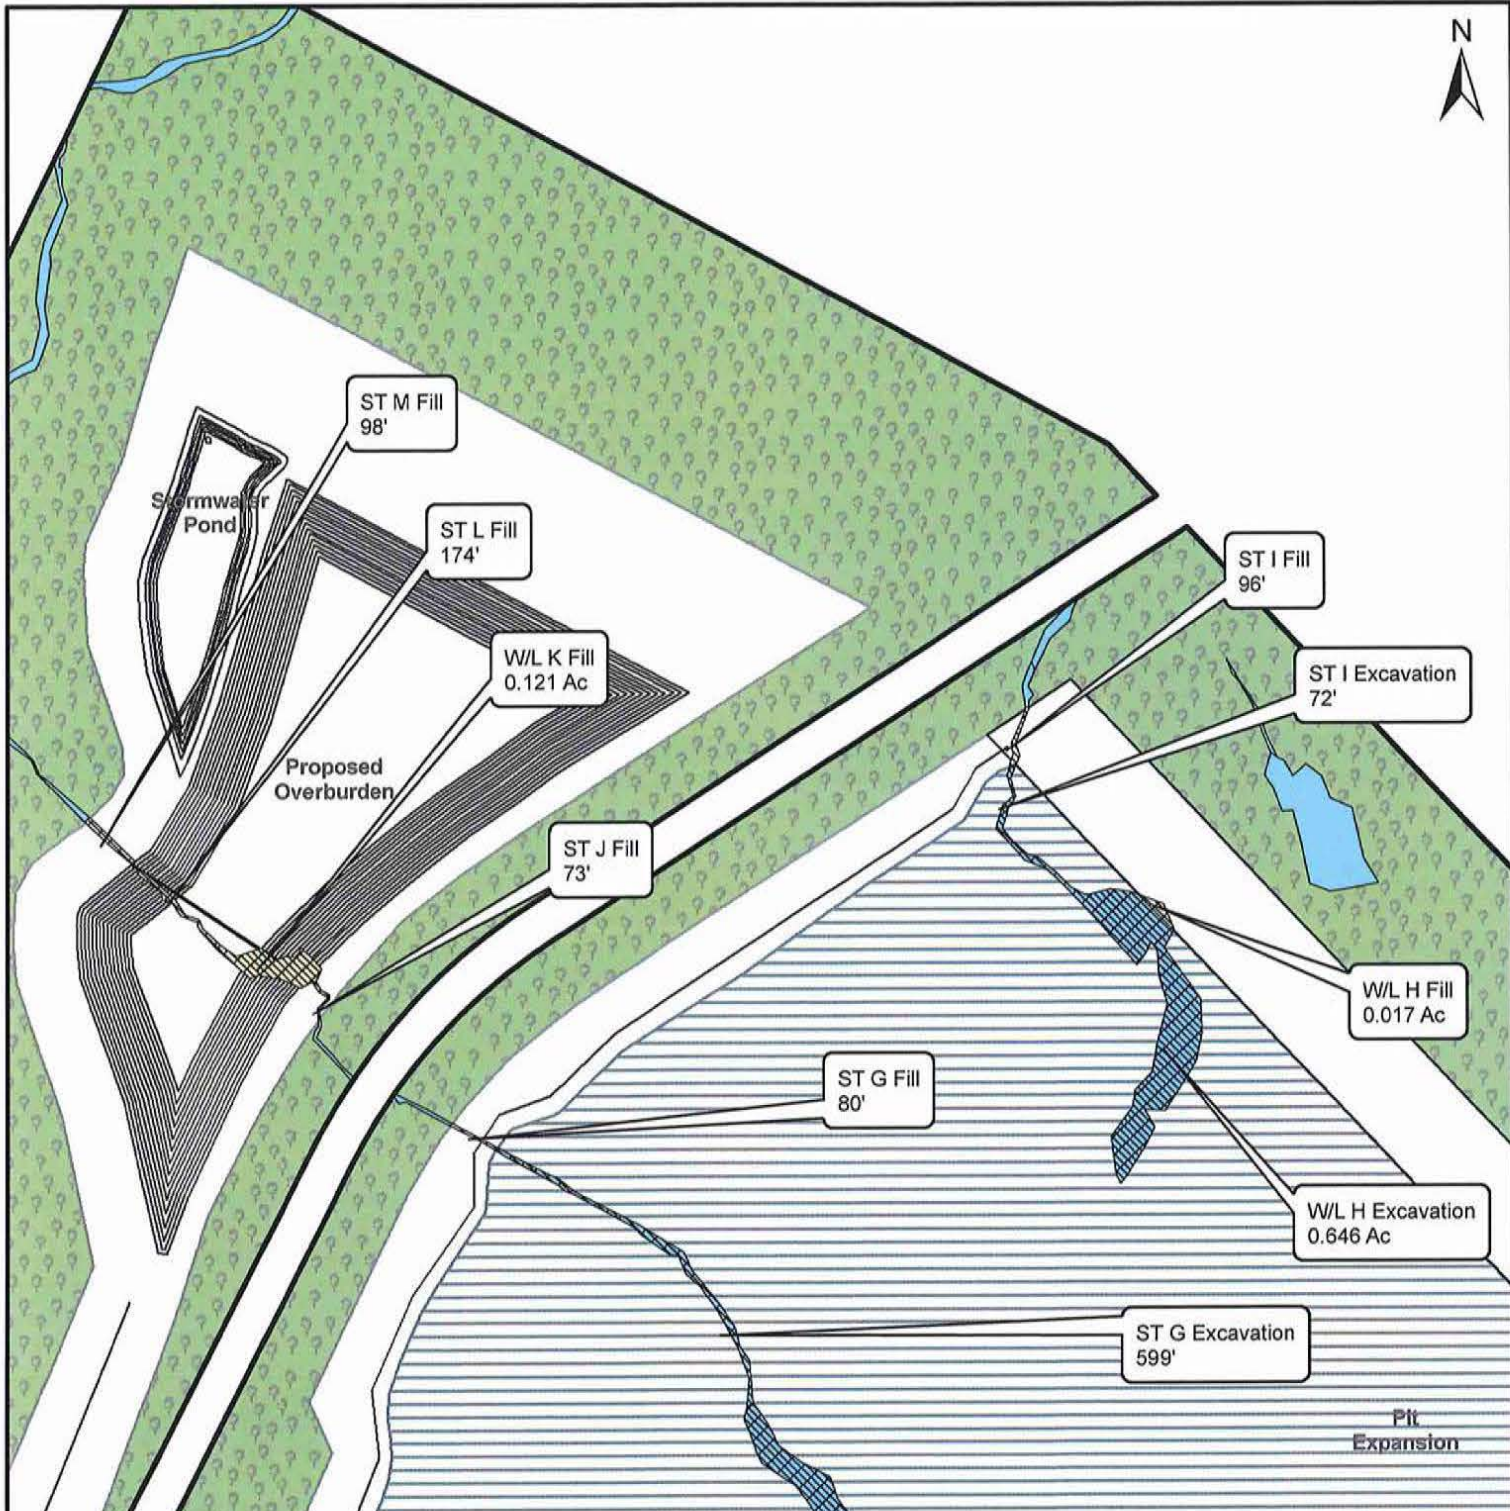 N
ST M Fill
98'
Stormwater
Pond
ST L Fill
174'
ST I Fill
96'
W/L K Fill
0.121 Ac
ST I Excavation
72'
Proposed
Overburden
ST J Fill
73'
W/L H Fill
0.017 Ac
ST G Fill
80'
W/L H Excavation
0.646 Ac
ST G Excavation
599'
Pit
Expansion